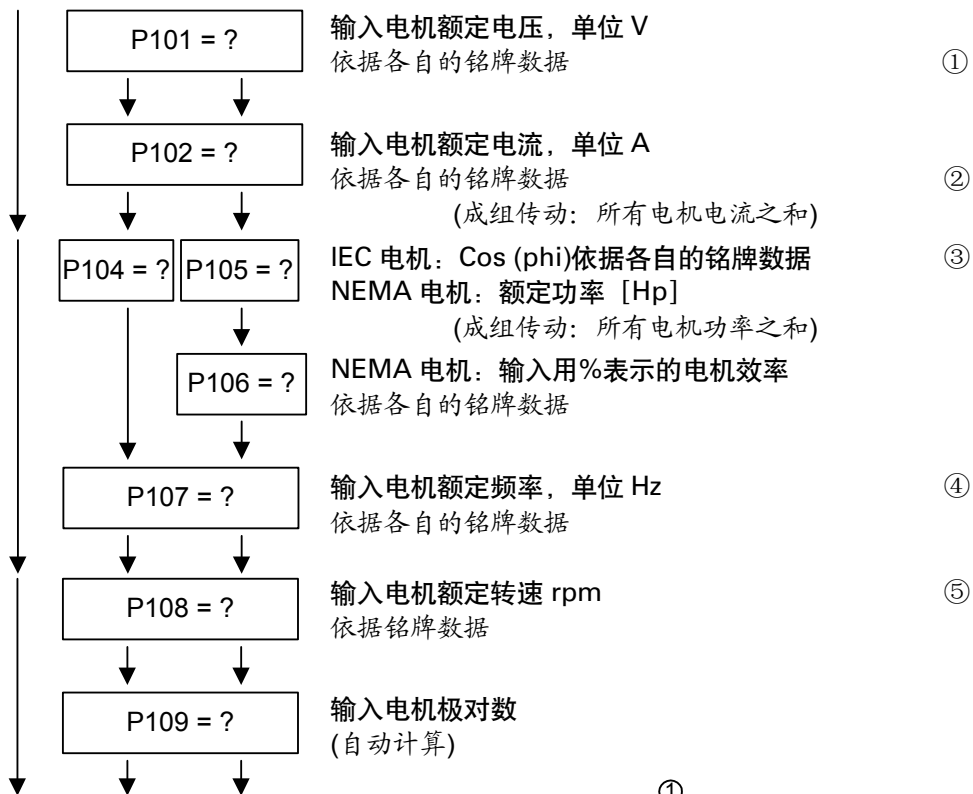 P101 = ?
输入电机额定电压，单位 V
依据各自的铭牌数据 ①
P102 = ?
输入电机额定电流，单位 A
依据各自的铭牌数据 ②
(成组传动：所有电机电流之和)
P104 = ? P105 = ?
IEC 电机：Cos (phi)依据各自的铭牌数据 ③
NEMA 电机：额定功率［Hp］
(成组传动：所有电机功率之和)
P106 = ?
NEMA 电机：输入用%表示的电机效率
依据各自的铭牌数据
P107 = ?
输入电机额定频率，单位 Hz ④
依据各自的铭牌数据
P108 = ?
输入电机额定转速 rpm ⑤
依据铭牌数据
P109 = ?
输入电机极对数
(自动计算)
①